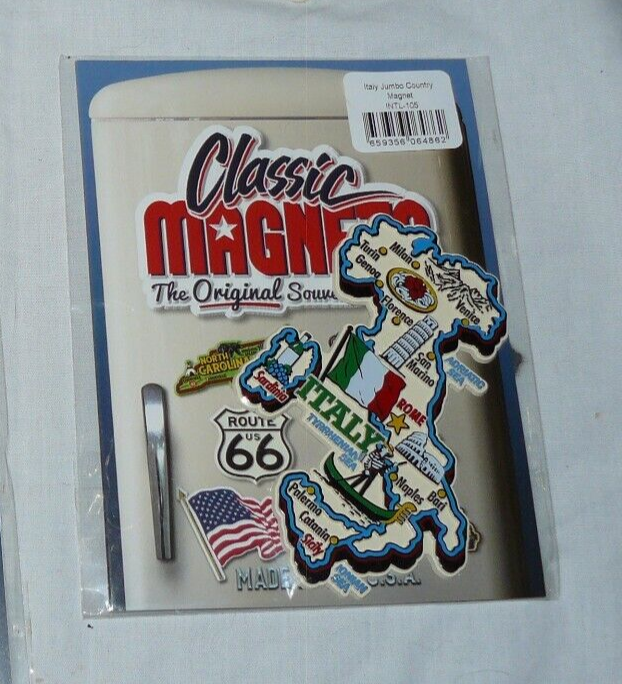 Italy Jumbo Country
Magnet
INTL-105
659356 064862
Classic
MAGNE
The Original Souv
NORTH
CAROLINA
ROUTE
US
66
MADE
U.S.A.
Turin
Milan
Genoa
Venice
Florence
San
Marino
ADRIATIC
SEA
Sardinia
ITALY
ROME
TYRRHENIAN
SEA
Naples
Bari
Palermo
Catania
Sicily
IONIAN
SEA